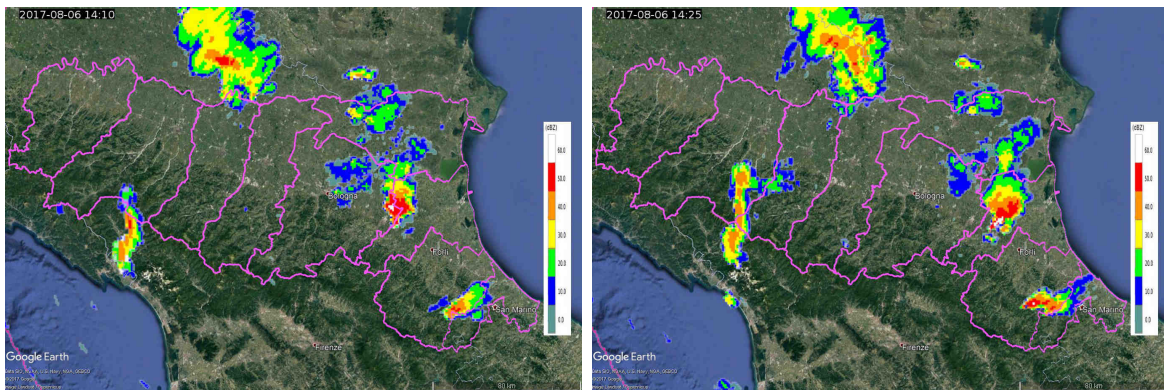 2017-08-06 14:10
(dBZ)
60.0
50.0
40.0
30.0
20.0
10.0
0.0
Bologna
Forlì
San Marino
Firenze
Google Earth
80 km
2017-08-06 14:25
(dBZ)
60.0
50.0
40.0
30.0
20.0
10.0
0.0
Bologna
Forlì
San Marino
Firenze
Google Earth
80 km